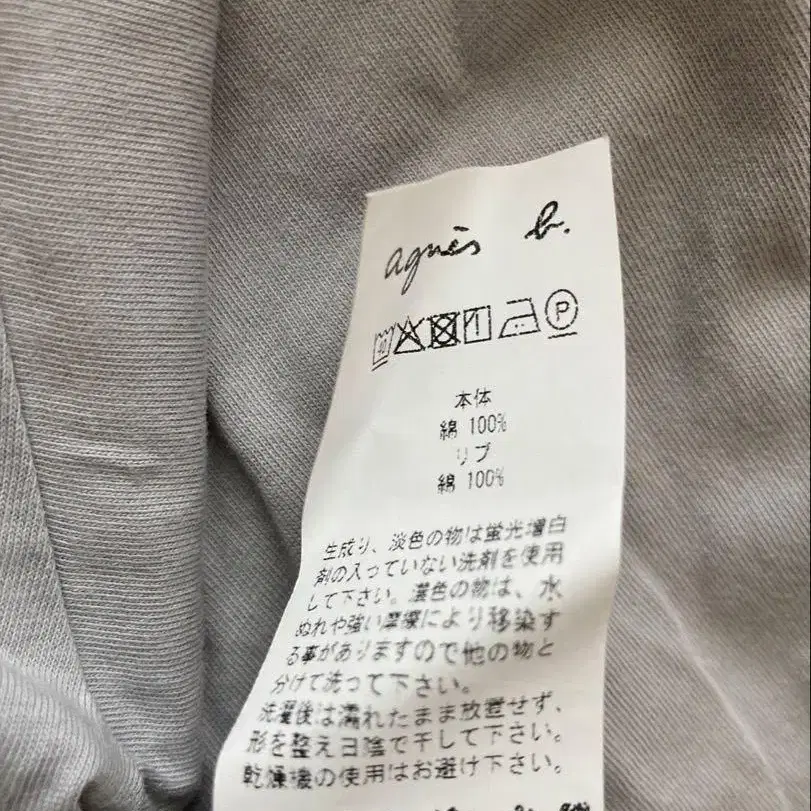 agnès b.
40 P
本体
綿 100%
リブ
綿 100%
生成り、淡色の物は蛍光増白
剤の入っていない洗剤を使用
して下さい。濃色の物は、水
ぬれや強い摩擦により移染す
る事がありますので他の物と
分けて洗って下さい。
洗濯後は濡れたまま放置せず、
形を整え日陰で干して下さい。
乾燥機の使用はお避け下さい。